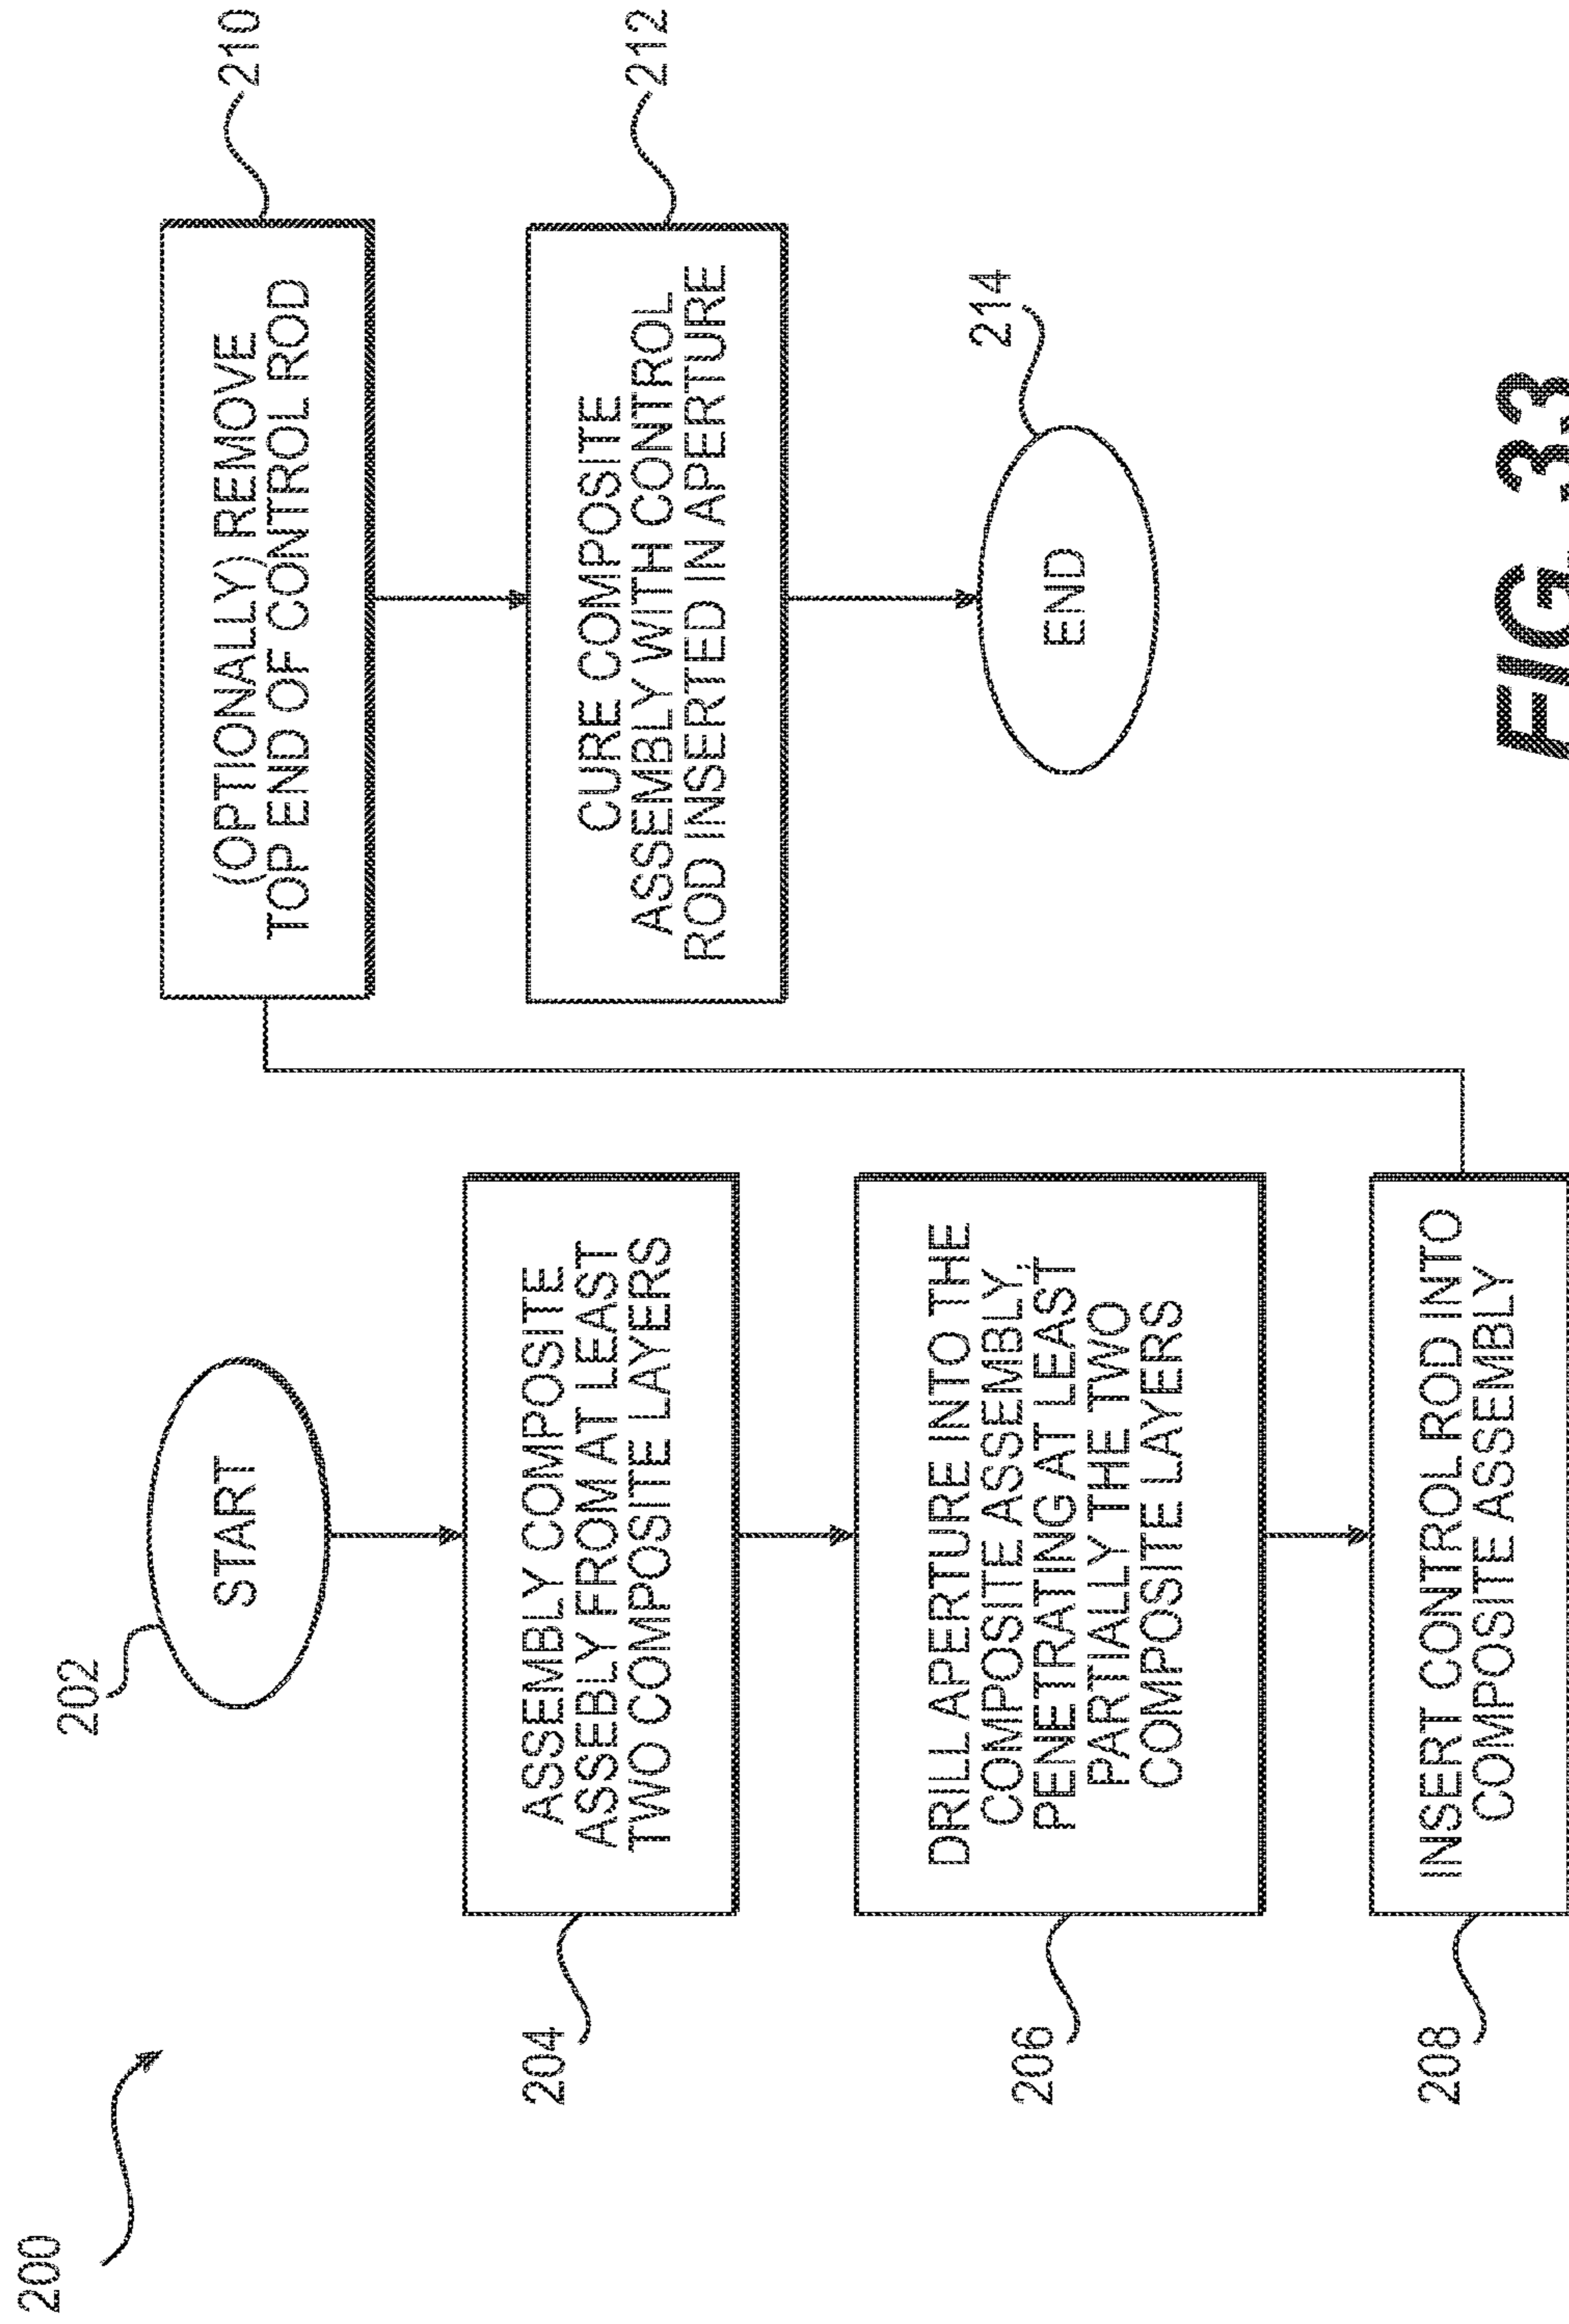 200
202
START
204
ASSEMBLY COMPOSITE
ASSEBLY FROM AT LEAST
TWO COMPOSITE LAYERS
206
DRILL APERTURE INTO THE
COMPOSITE ASSEMBLY,
PENETRATING AT LEAST
PARTIALLY THE TWO
COMPOSITE LAYERS
208
INSERT CONTROL ROD INTO
COMPOSITE ASSEMBLY
210
(OPTIONALLY) REMOVE
TOP END OF CONTROL ROD
212
CURE COMPOSITE
ASSEMBLY WITH CONTROL
ROD INSERTED IN APERTURE
214
END
FIG. 33